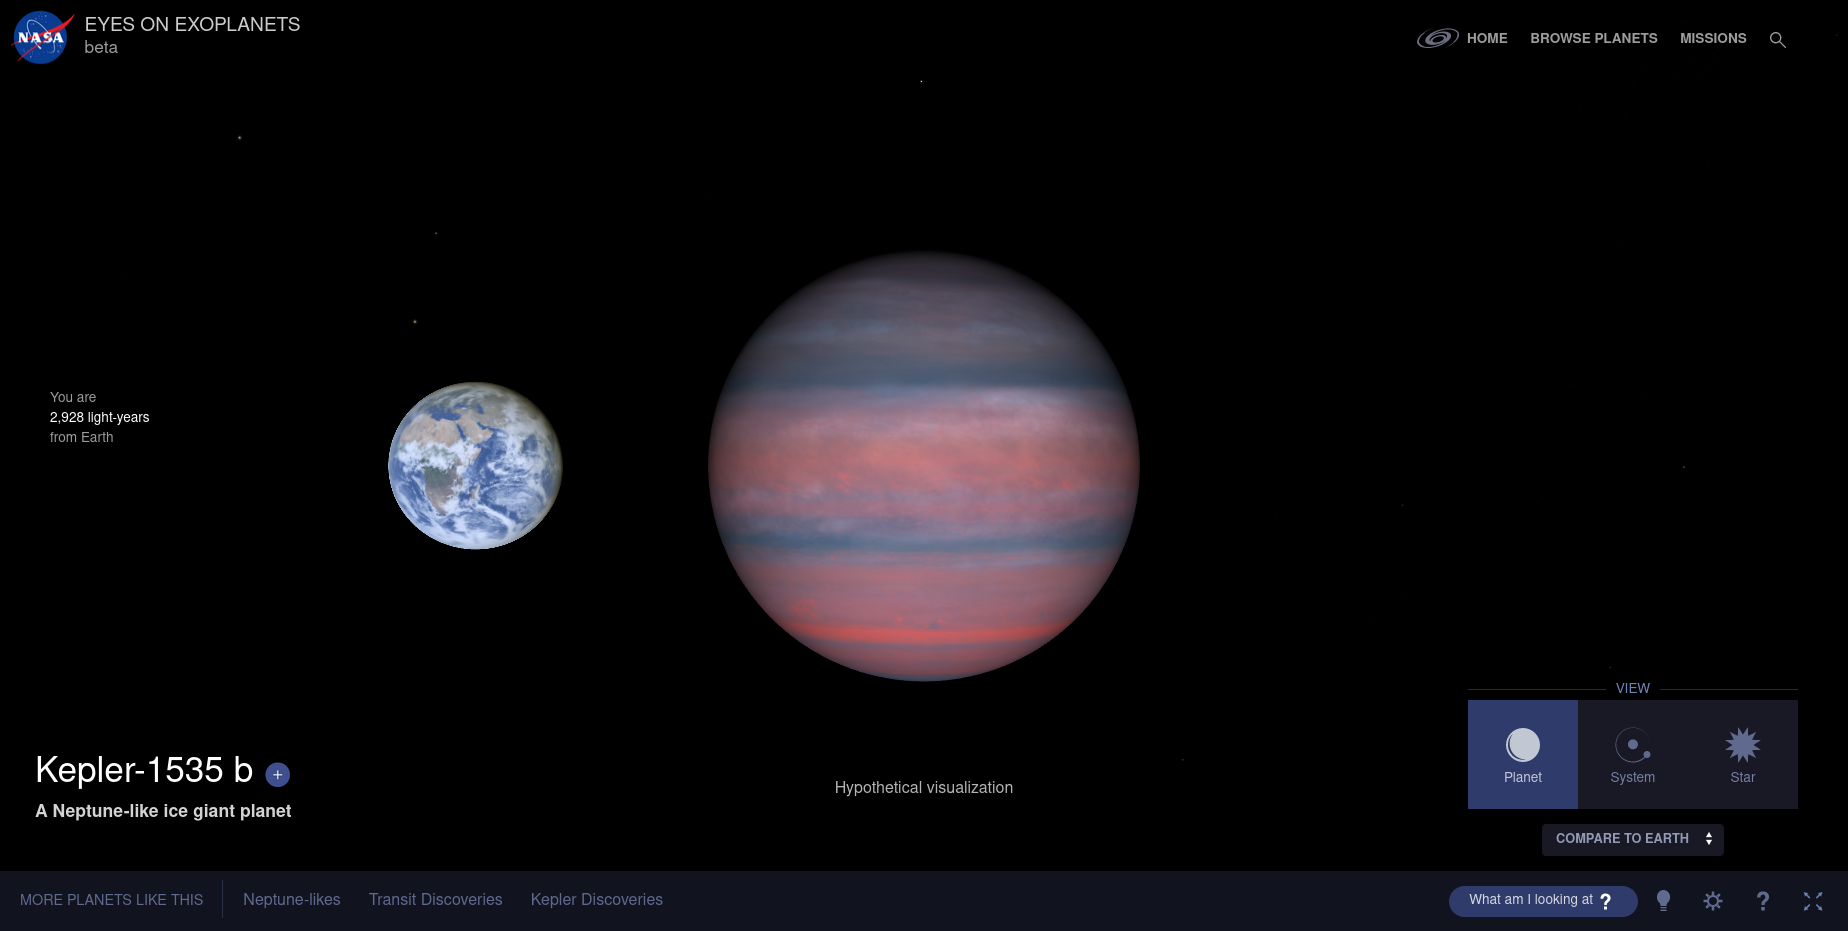 NASA
EYES ON EXOPLANETS
beta
HOME
BROWSE PLANETS
MISSIONS
You are
2,928 light-years
from Earth
Kepler-1535 b +
A Neptune-like ice giant planet
Hypothetical visualization
VIEW
Planet
System
Star
COMPARE TO EARTH
MORE PLANETS LIKE THIS
Neptune-likes
Transit Discoveries
Kepler Discoveries
What am I looking at ?
?